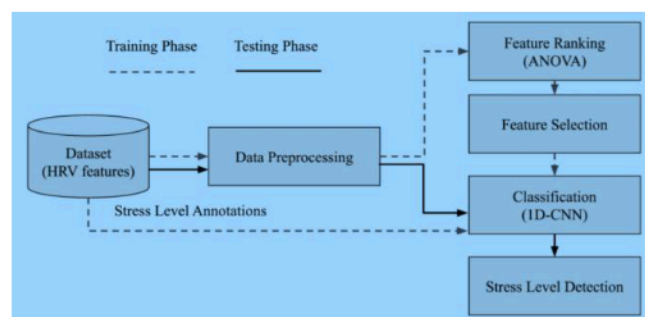 Training Phase
Testing Phase
Feature Ranking
(ANOVA)
Feature Selection
Dataset
(HRV features)
Data Preprocessing
Classification
(1D-CNN)
Stress Level Annotations
Stress Level Detection